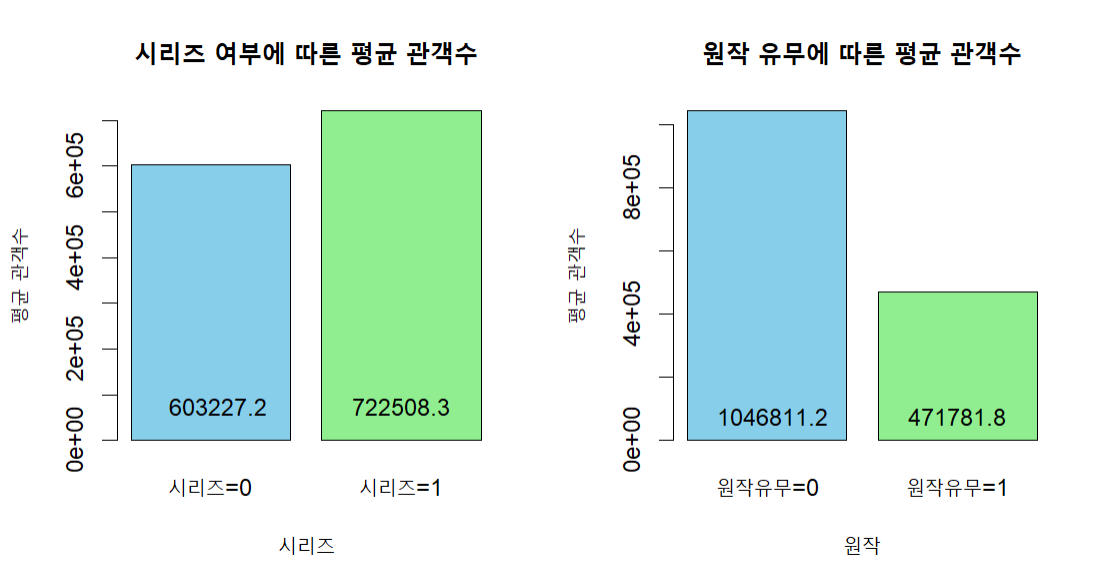 시리즈 여부에 따른 평균 관객수
평균 관객수
0e+00 2e+05 4e+05 6e+05
603227.2 722508.3
시리즈=0 시리즈=1
시리즈
원작 유무에 따른 평균 관객수
평균 관객수
0e+00 4e+05 8e+05
1046811.2 471781.8
원작유무=0 원작유무=1
원작